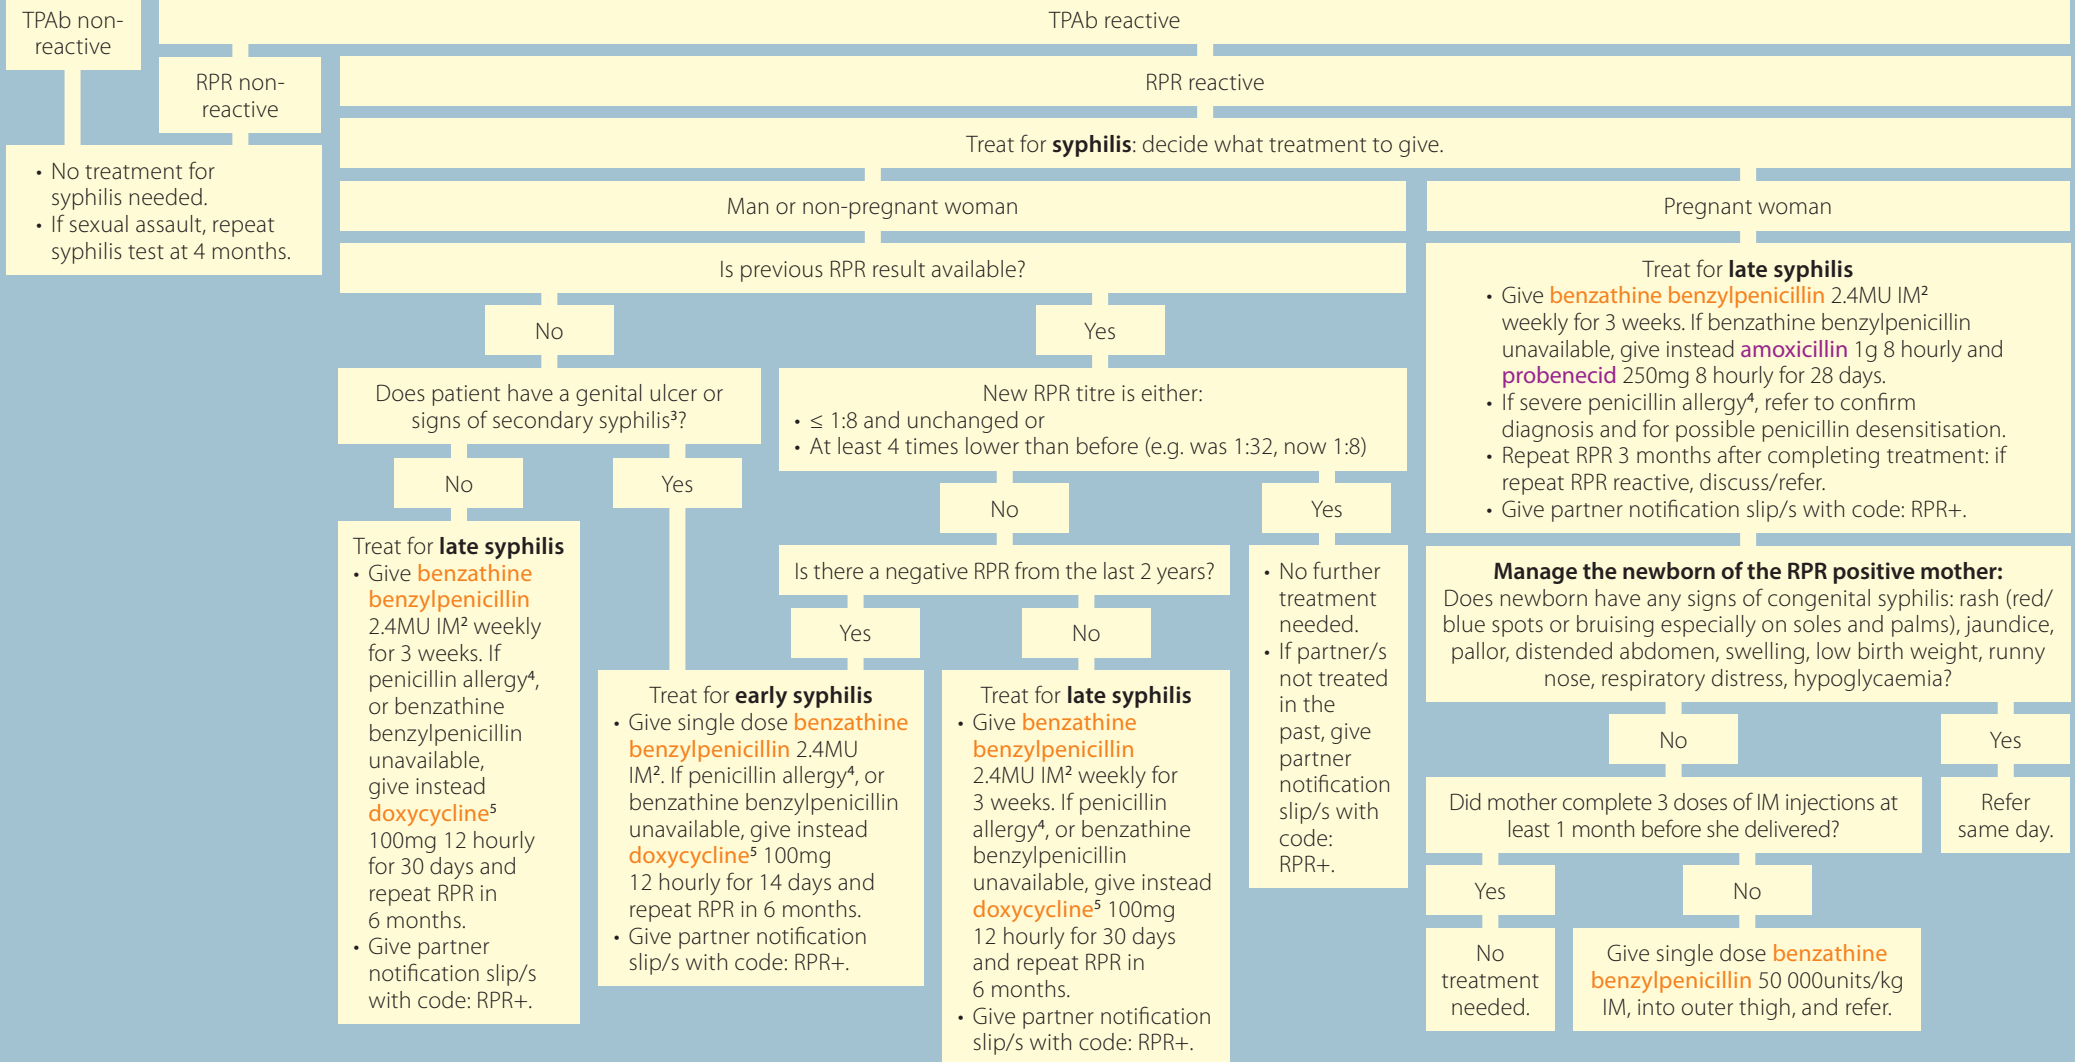 TPAb non-
reactive
TPAb reactive
RPR non-
reactive
RPR reactive
• No treatment for
syphilis needed.
• If sexual assault, repeat
syphilis test at 4 months.
Treat for syphilis: decide what treatment to give.
Man or non-pregnant woman
Is previous RPR result available?
No
Does patient have a genital ulcer or
signs of secondary syphilis³?
No
Treat for late syphilis
• Give benzathine
benzylpenicillin
2.4MU IM² weekly
for 3 weeks. If
penicillin allergy⁴,
or benzathine
benzylpenicillin
unavailable,
give instead
doxycycline⁵
100mg 12 hourly
for 30 days and
repeat RPR in
6 months.
• Give partner
notification slip/s
with code: RPR+.
Yes
Yes
New RPR titre is either:
• ≤ 1:8 and unchanged or
• At least 4 times lower than before (e.g. was 1:32, now 1:8)
No
Is there a negative RPR from the last 2 years?
Yes
Treat for early syphilis
• Give single dose benzathine
benzylpenicillin 2.4MU
IM². If penicillin allergy⁴, or
benzathine benzylpenicillin
unavailable, give instead
doxycycline⁵ 100mg
12 hourly for 14 days and
repeat RPR in 6 months.
• Give partner notification
slip/s with code: RPR+.
No
Treat for late syphilis
• Give benzathine
benzylpenicillin
2.4MU IM² weekly for
3 weeks. If penicillin
allergy⁴, or benzathine
benzylpenicillin
unavailable, give instead
doxycycline⁵ 100mg
12 hourly for 30 days
and repeat RPR in
6 months.
• Give partner notification
slip/s with code: RPR+.
Yes
• No further
treatment
needed.
• If partner/s
not treated
in the
past, give
partner
notification
slip/s with
code:
RPR+.
Pregnant woman
Treat for late syphilis
• Give benzathine benzylpenicillin 2.4MU IM²
weekly for 3 weeks. If benzathine benzylpenicillin
unavailable, give instead amoxicillin 1g 8 hourly and
probenecid 250mg 8 hourly for 28 days.
• If severe penicillin allergy⁴, refer to confirm
diagnosis and for possible penicillin desensitisation.
• Repeat RPR 3 months after completing treatment: if
repeat RPR reactive, discuss/refer.
• Give partner notification slip/s with code: RPR+.
Manage the newborn of the RPR positive mother:
Does newborn have any signs of congenital syphilis: rash (red/
blue spots or bruising especially on soles and palms), jaundice,
pallor, distended abdomen, swelling, low birth weight, runny
nose, respiratory distress, hypoglycaemia?
No
Did mother complete 3 doses of IM injections at
least 1 month before she delivered?
Yes
No
treatment
needed.
No
Give single dose benzathine
benzylpenicillin 50 000units/kg
IM, into outer thigh, and refer.
Yes
Refer
same day.